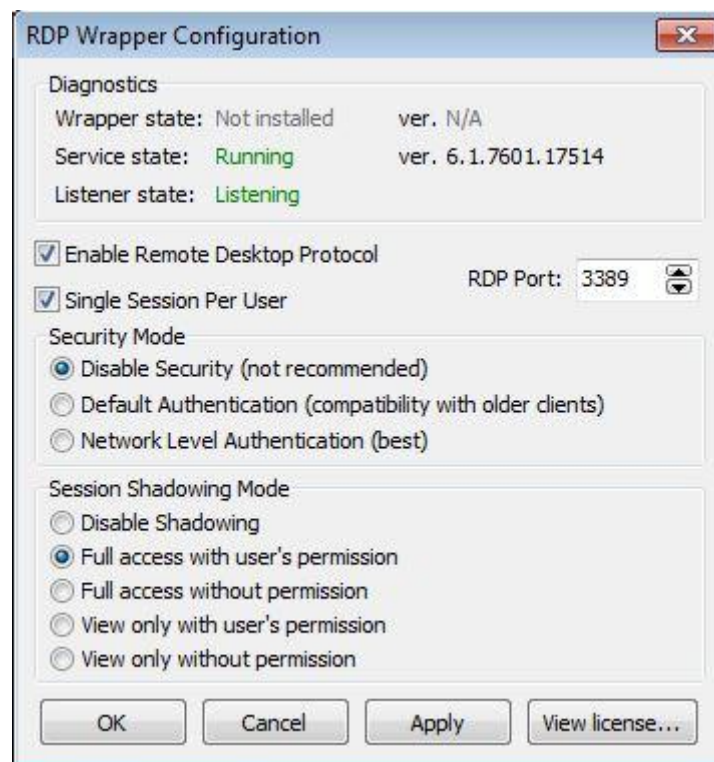 RDP Wrapper Configuration
Diagnostics
Wrapper state: Not installed ver. N/A
Service state: Running ver. 6.1.7601.17514
Listener state: Listening
Enable Remote Desktop Protocol
RDP Port: 3389
Single Session Per User
Security Mode
Disable Security (not recommended)
Default Authentication (compatibility with older clients)
Network Level Authentication (best)
Session Shadowing Mode
Disable Shadowing
Full access with user's permission
Full access without permission
View only with user's permission
View only without permission
OK Cancel Apply View license...